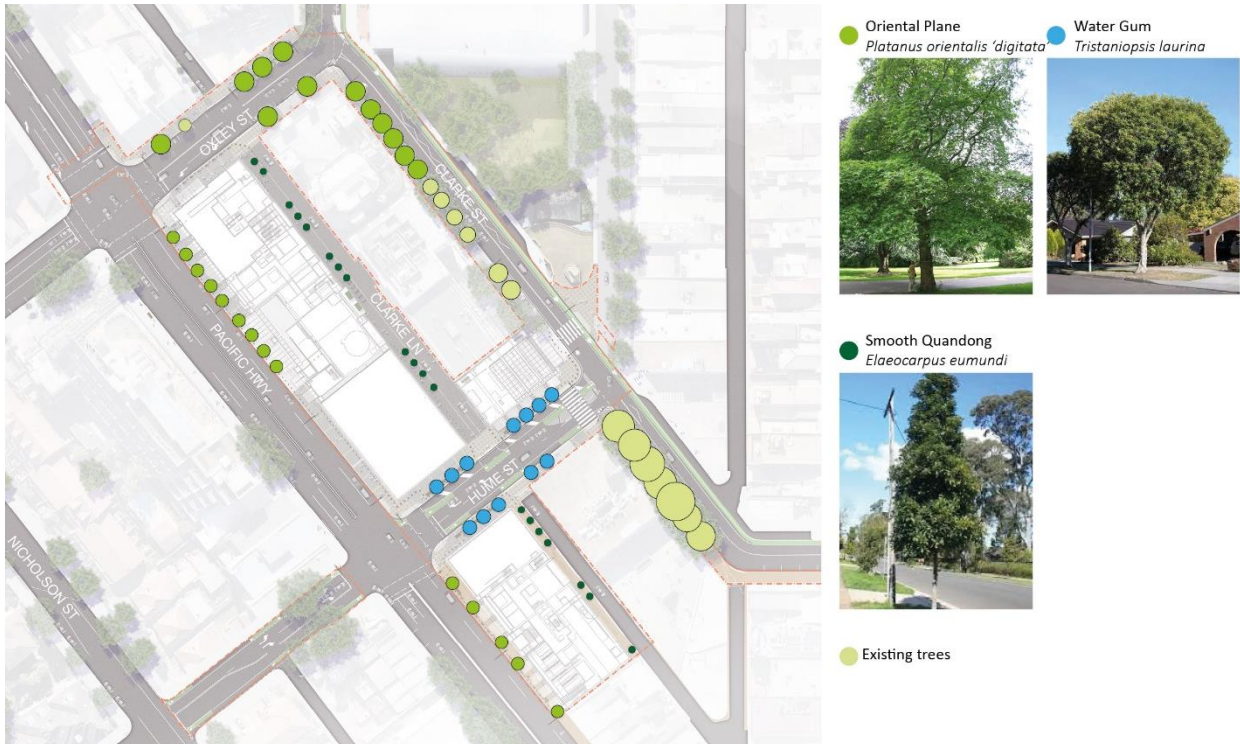 OXLEY ST
CLARKE ST
CLARKE LN
PACIFIC HWY
HUME ST
NICHOLSON ST
Oriental Plane
Platanus orientalis ‘digitata’
Water Gum
Tristaniopsis laurina
Smooth Quandong
Elaeocarpus eumundi
Existing trees